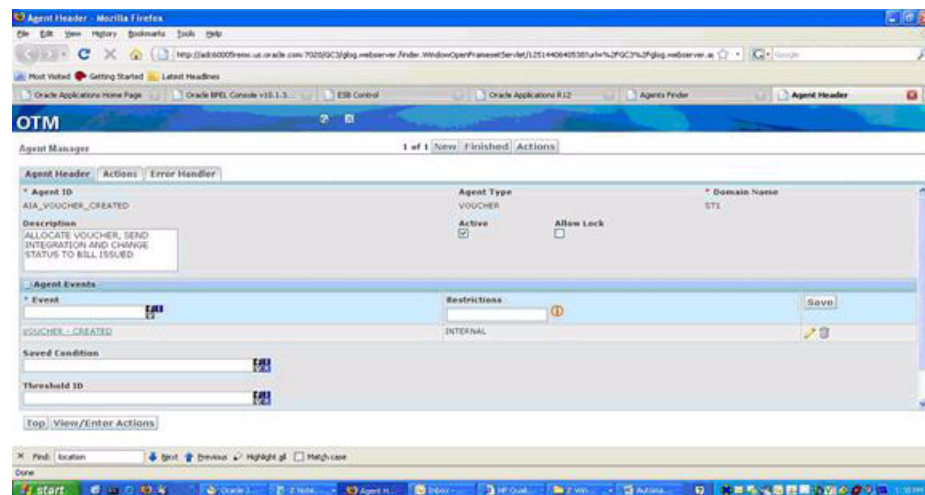 Agent Header - Mozilla Firefox
File Edit View History Bookmarks Tools Help
Most Visited Getting Started Latest Headlines
Oracle Applications Home Page Oracle BPEL Console v10.1.3.... ESB Control Oracle Applications R12 Agents Finder Agent Header
OTM
Agent Manager 1 of 1 New Finished Actions
Agent Header Actions Error Handler
* Agent ID Agent Type * Domain Name
AIA_VOUCHER_CREATED VOUCHER STI
Description Active Allow Lock
ALLOCATE VOUCHER, SEND
INTEGRATION AND CHANGE
STATUS TO BILL ISSUED
Agent Events
* Event Restrictions Save
VOUCHER - CREATED INTERNAL
Saved Condition
Threshold ID
Top View/Enter Actions
Find: location Next Previous Highlight all Match case
Done
start